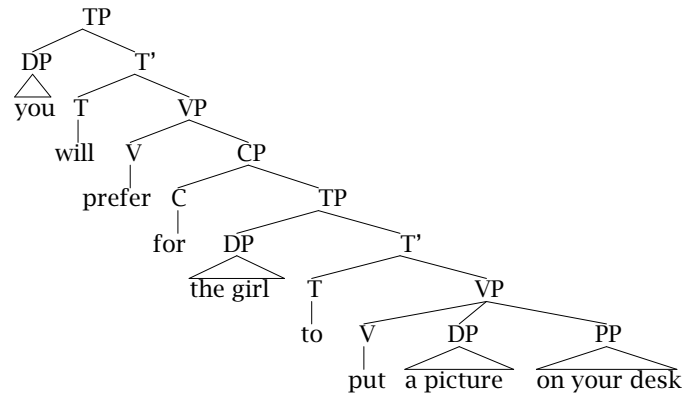 TP
DP T'
you T VP
will V CP
prefer C TP
for DP T'
the girl T VP
to V DP PP
put a picture on your desk